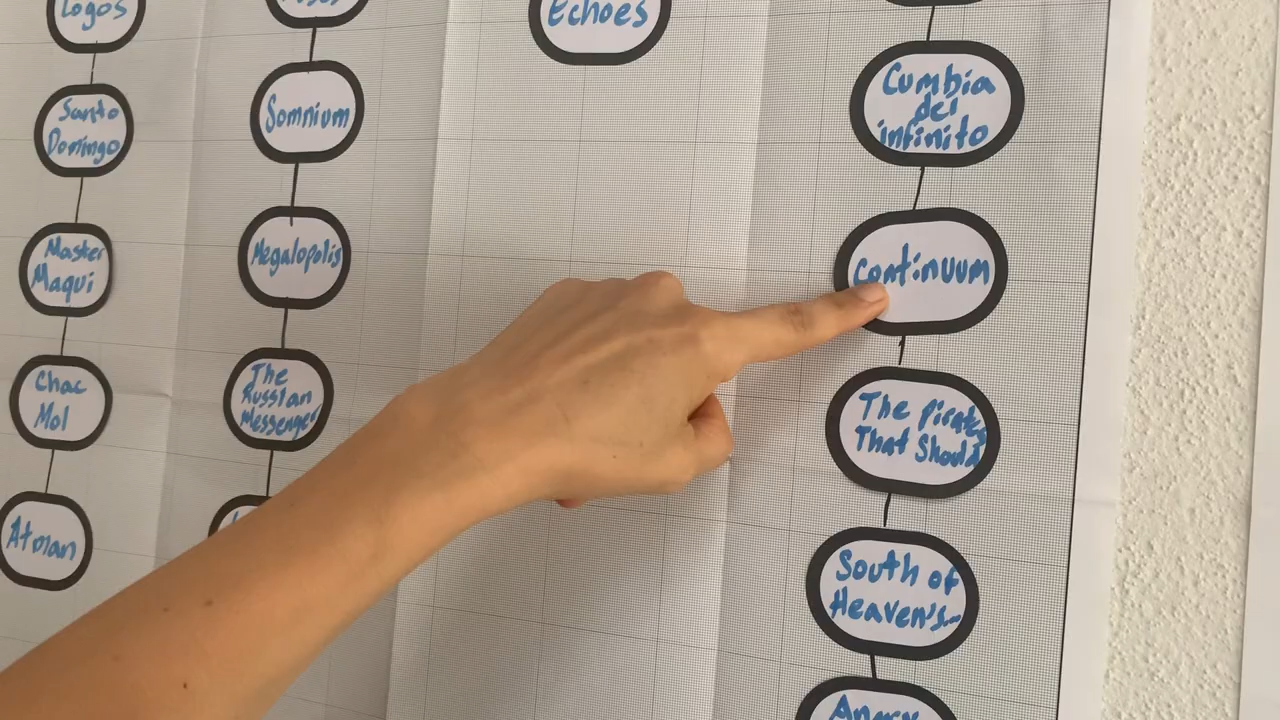 Logos
Santo
Domingo
Master
Maqui
Chac
Mol
Atman
Somnium
Megalopolis
The
Russian
Messenger
Echoes
Cumbia
del
infinito
continuum
The Pirates
That Should
South of
Heaven's...
Angry